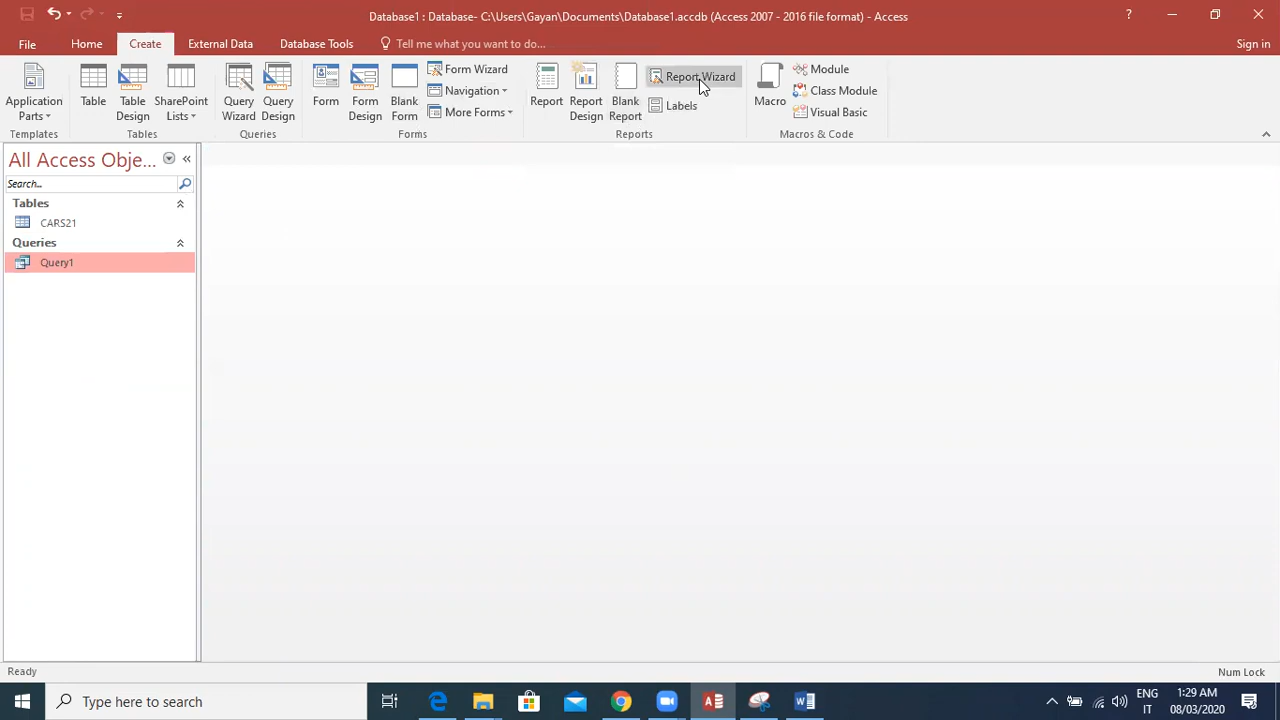 Database1 : Database- C:\Users\Gayan\Documents\Database1.accdb (Access 2007 - 2016 file format) - Access
?
File Home Create External Data Database Tools Tell me what you want to do... Sign in
Application Parts
Templates
Table
Table Design
SharePoint Lists
Tables
Query Wizard
Query Design
Queries
Form
Form Design
Blank Form
Form Wizard
Navigation
More Forms
Forms
Report
Report Design
Blank Report
Report Wizard
Labels
Reports
Macro
Module
Class Module
Visual Basic
Macros & Code
All Access Obje...
Search...
Tables
CARS21
Queries
Query1
Ready
Num Lock
Type here to search
ENG
IT
1:29 AM
08/03/2020